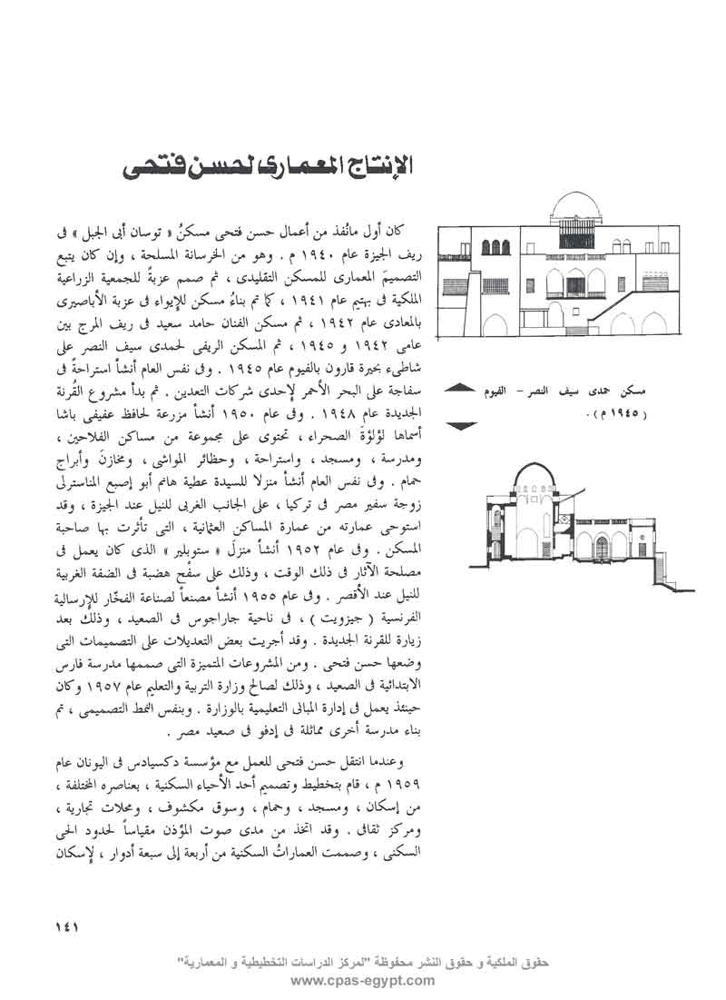 الإنتاج المعمارى لحسن فتحى
كان أول مانُفذ من أعمال حسن فتحى مسكنُ « توسان أبى الجبل » فى
ريف الجيزة عام ١٩٤٠ م . وهو من الخرسانة المسلحة ، وإن كان يتبع
التصميمَ المعمارى للمسكن التقليدى ، ثم صمم عزبةً للجمعية الزراعية
الملكية فى بهتيم عام ١٩٤١ ، كما تم بناءُ مسكن للإيواء فى عزبة الأباصيرى
بالمعادى عام ١٩٤٢ ، ثم مسكن الفنان حامد سعيد فى ريف المرج بين
عامى ١٩٤٢ و ١٩٤٥ ، ثم المسكن الريفى لحمدى سيف النصر على
شاطىء بحيرة قارون بالفيوم عام ١٩٤٥ . وفى نفس العام أنشأ استراحةً فى
سفاجة على البحر الأحمر لإحدى شركات التعدين . ثم بدأ مشروع القُرنة
الجديدة عام ١٩٤٨ . وفى عام ١٩٥٠ أنشأ مزرعة لحافظ عفيفى باشا
أسماها لؤلؤةَ الصحراء ، تحتوى على مجموعة من مساكن الفلاحين ،
ومدرسة ، ومسجد ، واستراحة ، وحظائر المواشى ، ومخازنَ وأبراج
حمام . وفى نفس العام أنشأ منزلا للسيدة عطية هانم أبو إصبع المناسترلى
زوجة سفير مصر فى تركيا ، على الجانب الغربى للنيل عند الجيزة ، وقد
استوحى عمارته من عمارة المساكن العثمانية ، التى تأثرت بها صاحبة
المسكن . وفى عام ١٩٥٢ أنشأ منزلَ « ستوبلير » الذى كان يعمل فى
مصلحة الآثار فى ذلك الوقت ، وذلك على سفْح هضبة فى الضفة الغربية
للنيل عند الأقصر . وفى عام ١٩٥٥ أنشأ مصنعاً لصناعة الفخّار للإرسالية
الفرنسية ( جيزويت ) ، فى ناحية جاراجوس فى الصعيد ، وذلك بعد
زيارة للقرنة الجديدة . وقد أجريت بعض التعديلات على التصميمات التى
وضعها حسن فتحى . ومن المشروعات المتميزة التى صممها مدرسة فارس
الابتدائية فى الصعيد ، وذلك لصالح وزارة التربية والتعليم عام ١٩٥٧ وكان
حينئذ يعمل فى إدارة المبانى التعليمية بالوزارة . وبنفس النمط التصميمى ، تم
بناء مدرسة أخرى مماثلة فى إدفو فى صعيد مصر .
وعندما انتقل حسن فتحى للعمل مع مؤسسة دكسيادس فى اليونان عام
١٩٥٩ م ، قام بتخطيط وتصميم أحد الأحياء السكنية ، بعناصره المختلفة ،
من إسكان ، ومسجد ، وحمام ، وسوق مكشوف ، ومحلات تجارية ،
ومركز ثقافى . وقد اتخذ من مدى صوت المؤذن مقياساً لحدود الحى
السكنى ، وصممت العماراتُ السكنية من أربعة إلى سبعة أدوار ، لإسكان
مسكن حمدى سيف النصر - الفيوم
( ١٩٤٥ م ) .
١٤١
حقوق الملكية و حقوق النشر محفوظة "لمركز الدراسات التخطيطية و المعمارية"
www.cpas-egypt.com